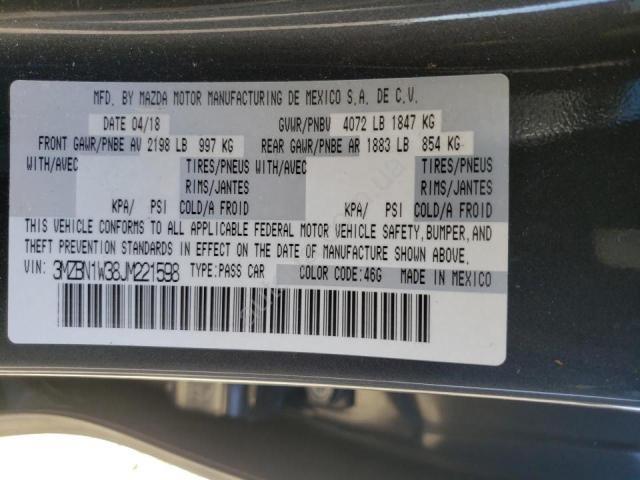 MFD. BY MAZDA MOTOR MANUFACTURING DE MEXICO S.A. DE C.V.
DATE 04/18 GVWR/PNBV 4072 LB 1847 KG
FRONT GAWR/PNBE AV 2198 LB 997 KG REAR GAWR/PNBE AR 1883 LB 854 KG
WITH/AVEC TIRES/PNEUS WITH/AVEC TIRES/PNEUS
RIMS/JANTES RIMS/JANTES
KPA/ PSI COLD/A FROID KPA/ PSI COLD/A FROID
THIS VEHICLE CONFORMS TO ALL APPLICABLE FEDERAL MOTOR VEHICLE SAFETY,BUMPER,AND
THEFT PREVENTION STANDARDS IN EFFECT ON THE DATE OF MANUFACTURE SHOWN ABOVE.
VIN: 3MZBN1W38JM221598 TYPE:PASS CAR COLOR CODE:46G MADE IN MEXICO